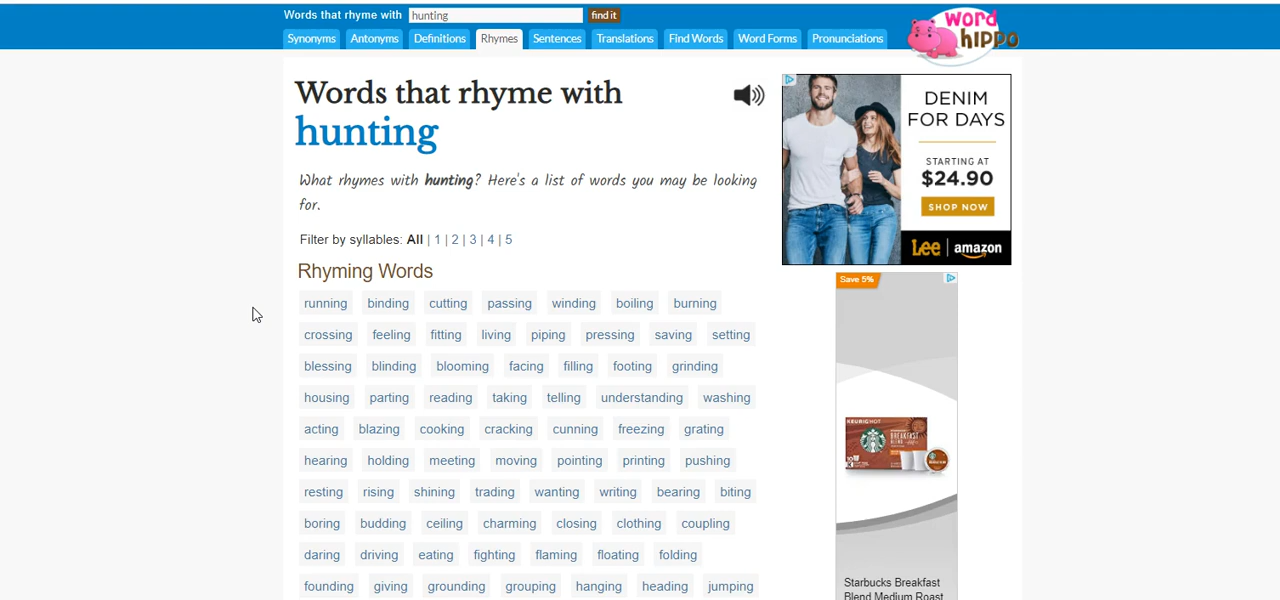 Words that rhyme with hunting find it
word hippo
Synonyms Antonyms Definitions Rhymes Sentences Translations Find Words Word Forms Pronunciations
Words that rhyme with
hunting
What rhymes with hunting? Here's a list of words you may be looking
for.
Filter by syllables: All | 1 | 2 | 3 | 4 | 5
Rhyming Words
running binding cutting passing winding boiling burning
crossing feeling fitting living piping pressing saving setting
blessing blinding blooming facing filling footing grinding
housing parting reading taking telling understanding washing
acting blazing cooking cracking cunning freezing grating
hearing holding meeting moving pointing printing pushing
resting rising shining trading wanting writing bearing biting
boring budding ceiling charming closing clothing coupling
daring driving eating fighting flaming floating folding
founding giving grounding grouping hanging heading jumping
DENIM
FOR DAYS
STARTING AT
$24.90
SHOP NOW
Lee | amazon
Save 5%
KEURIG HOT
BREAKFAST
BLEND
Starbucks Breakfast
Blend Medium Roast